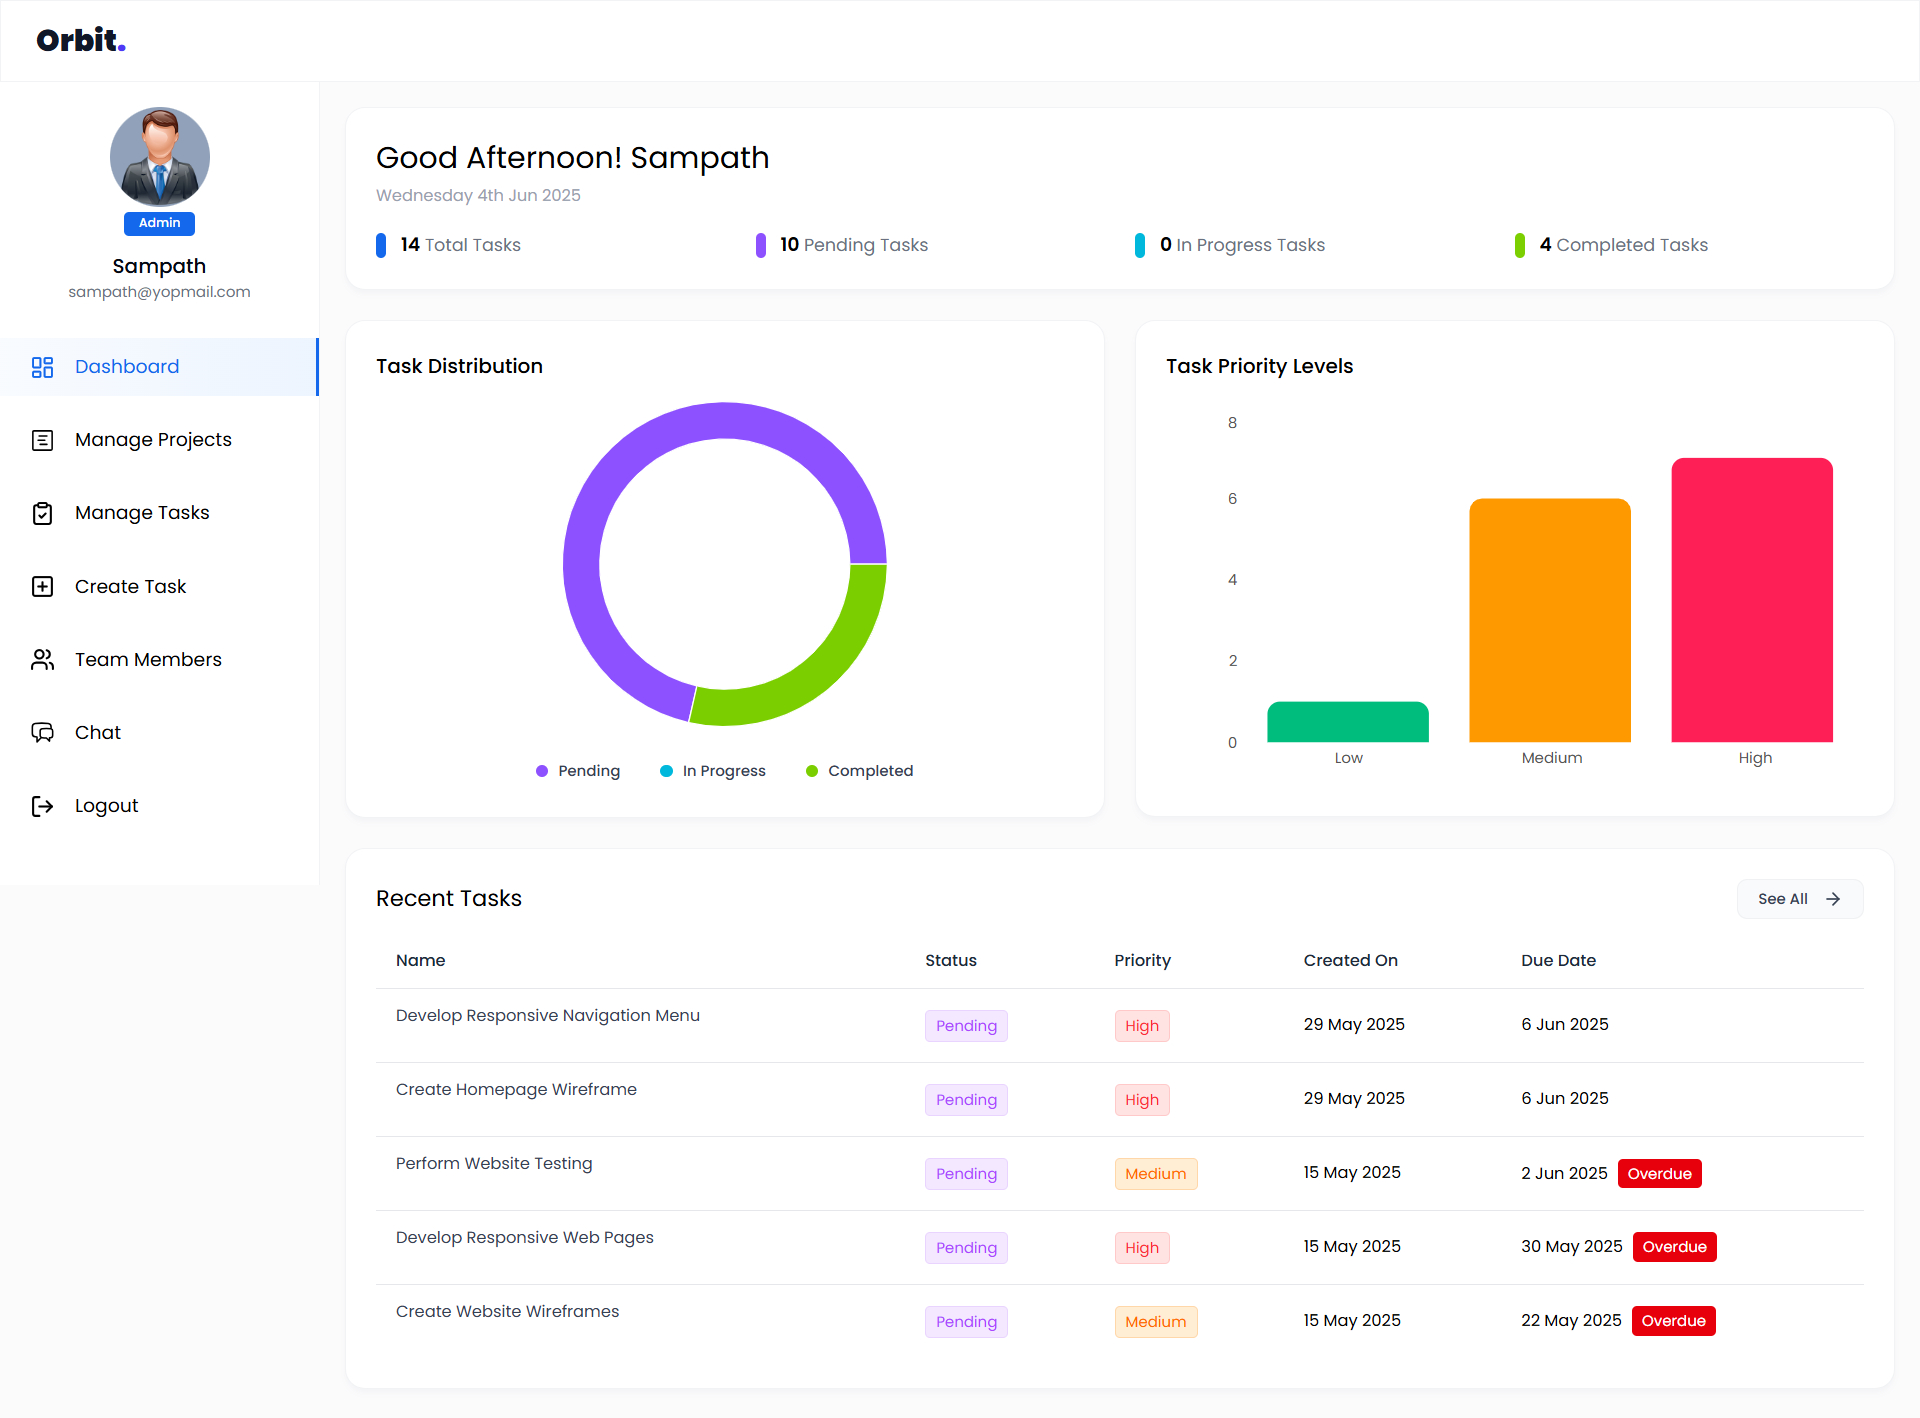 Orbit.
Admin
Sampath
sampath@yopmail.com
Dashboard
Manage Projects
Manage Tasks
Create Task
Team Members
Chat
Logout
Good Afternoon! Sampath
Wednesday 4th Jun 2025
14 Total Tasks
10 Pending Tasks
0 In Progress Tasks
4 Completed Tasks
Task Distribution
Pending
In Progress
Completed
Task Priority Levels
8
6
4
2
0
Low
Medium
High
Recent Tasks
See All
Name Status Priority Created On Due Date
Develop Responsive Navigation Menu Pending High 29 May 2025 6 Jun 2025
Create Homepage Wireframe Pending High 29 May 2025 6 Jun 2025
Perform Website Testing Pending Medium 15 May 2025 2 Jun 2025 Overdue
Develop Responsive Web Pages Pending High 15 May 2025 30 May 2025 Overdue
Create Website Wireframes Pending Medium 15 May 2025 22 May 2025 Overdue